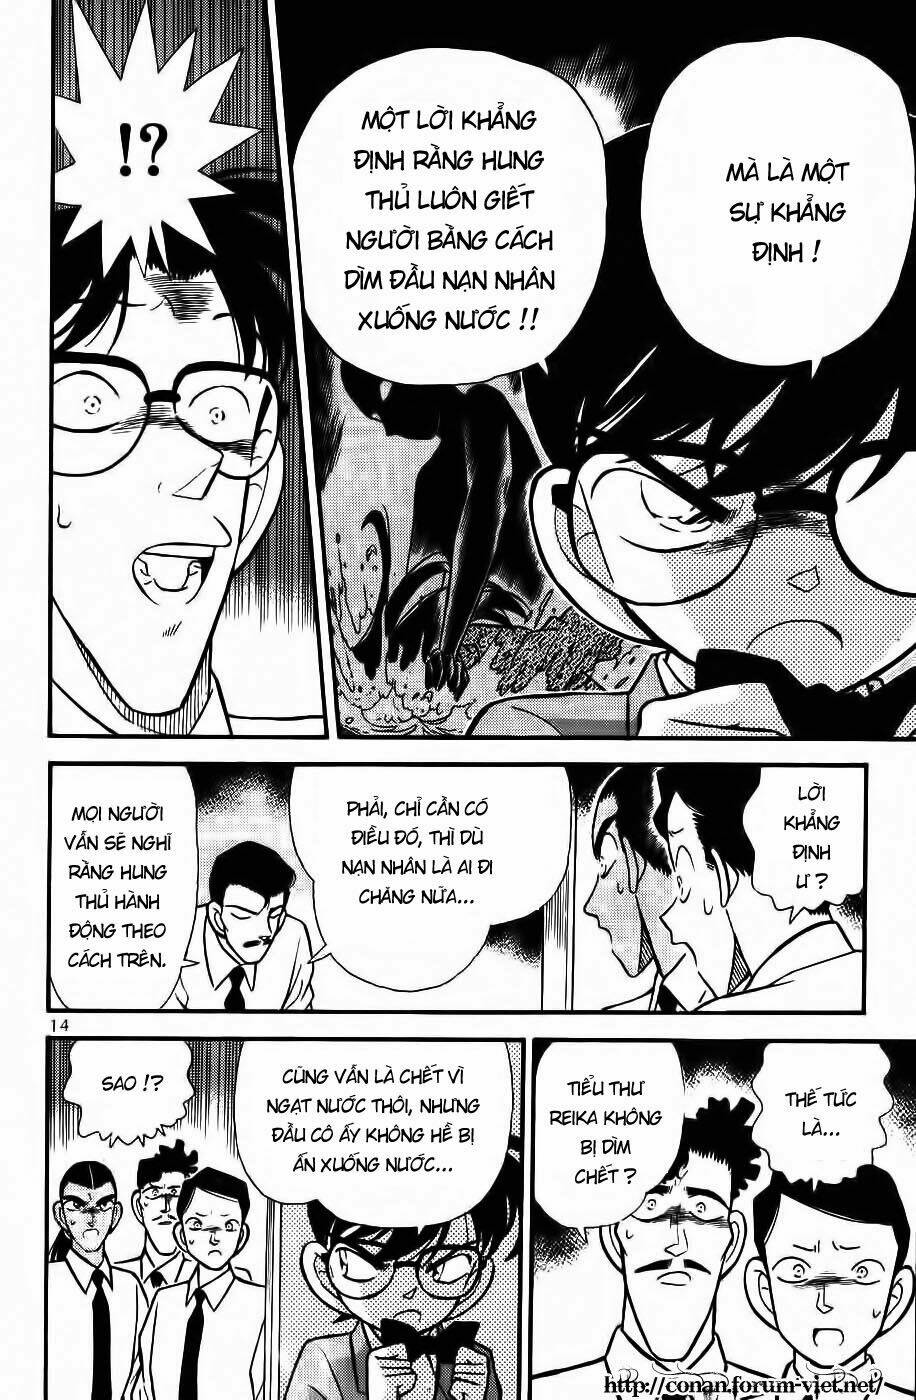 MÀ LÀ MỘT
SỰ KHẲNG
ĐỊNH !
MỘT LỜI KHẲNG
ĐỊNH RẰNG HUNG
THỦ LUÔN GIẾT
NGƯỜI BẰNG CÁCH
DÌM ĐẦU NẠN NHÂN
XUỐNG NƯỚC !!
!?
LỜI
KHẲNG
ĐỊNH
Ư ?
PHẢI, CHỈ CẦN CÓ
ĐIỀU ĐÓ, THÌ DÙ
NẠN NHÂN LÀ AI ĐI
CHĂNG NỮA...
MỌI NGƯỜI
VẪN SẼ NGHĨ
RẰNG HUNG
THỦ HÀNH
ĐỘNG THEO
CÁCH TRÊN.
14
THẾ TỨC
LÀ...
TIỂU THƯ
REIKA KHÔNG
BỊ DÌM
CHẾT ?
CŨNG VẪN LÀ CHẾT VÌ
NGẠT NƯỚC THÔI, NHƯNG
ĐẦU CÔ ẤY KHÔNG HỀ BỊ
ẤN XUỐNG NƯỚC...
SAO !?
http://conan.forum-viet.net/